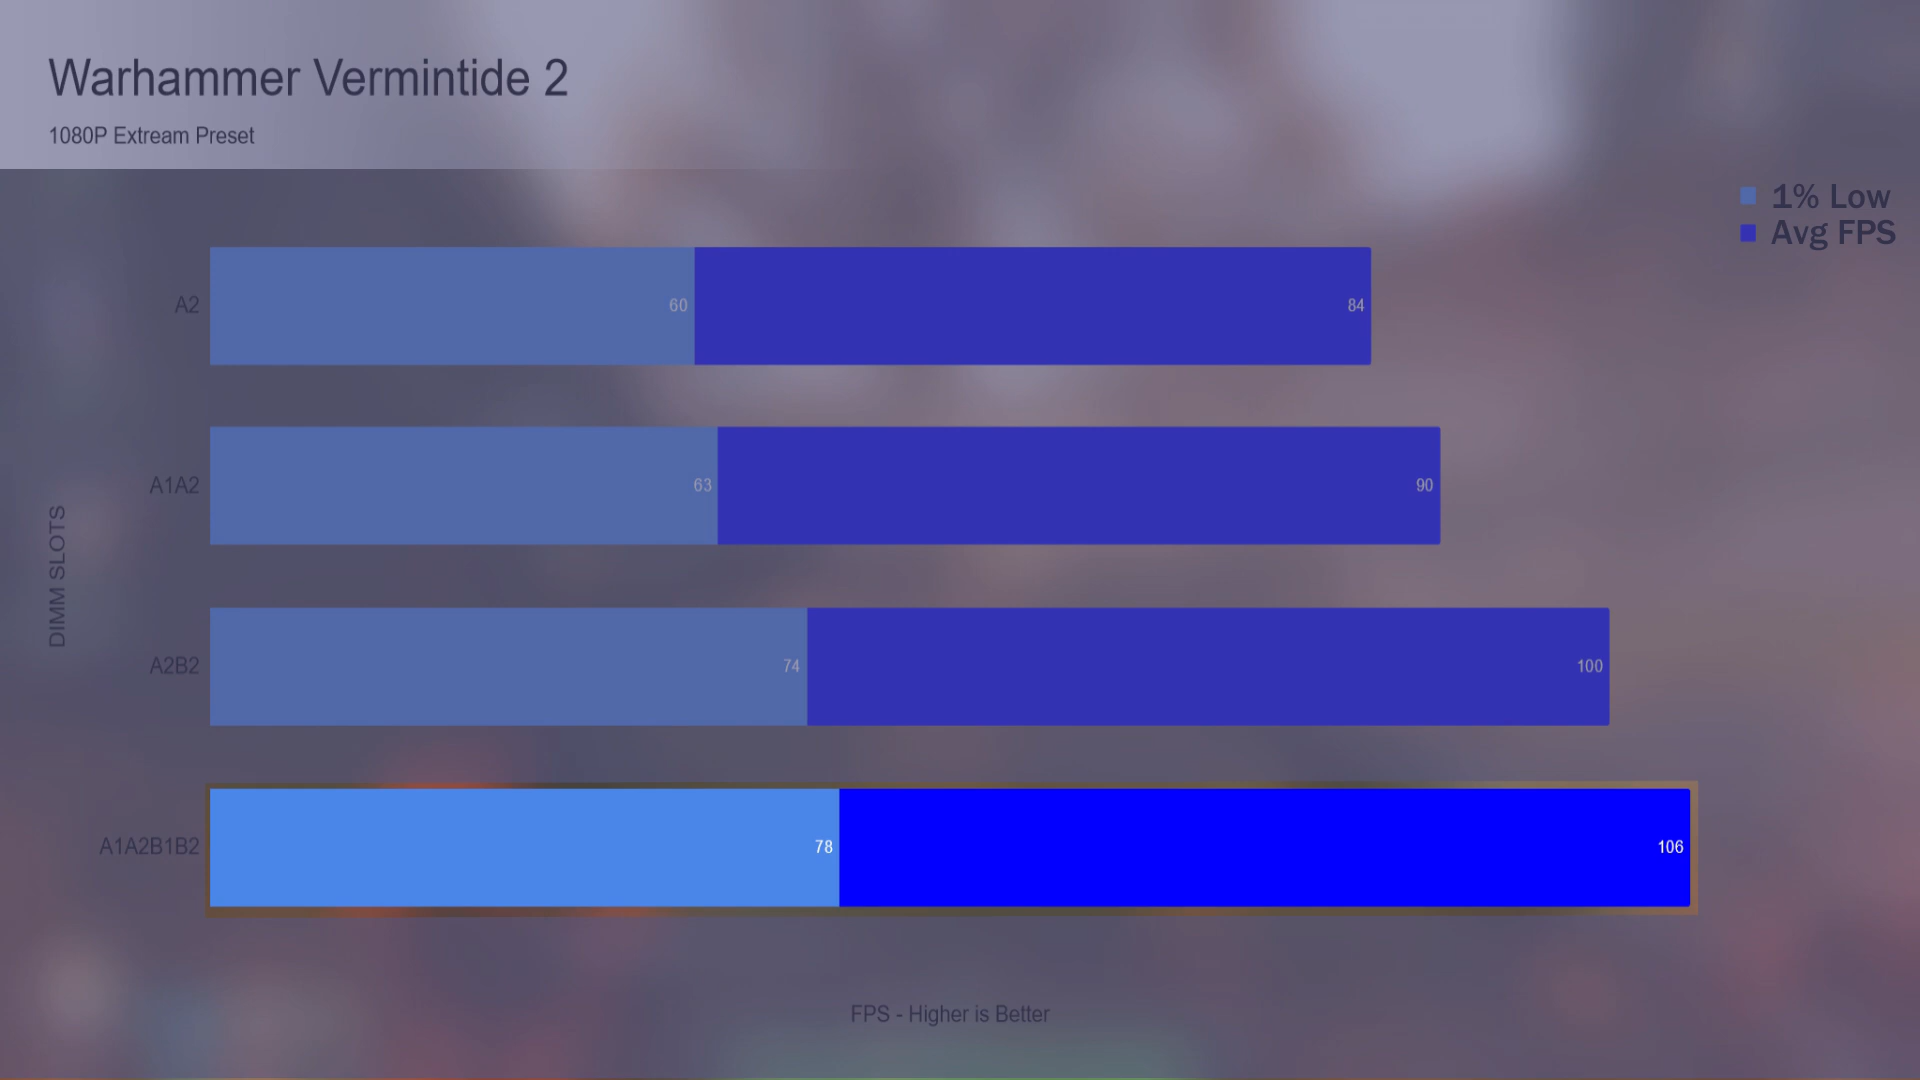 Warhammer Vermintide 2
1080P Extream Preset
1% Low
Avg FPS
A2
60
84
A1A2
63
90
DIMM SLOTS
A2B2
74
100
A1A2B1B2
78
106
FPS - Higher is Better